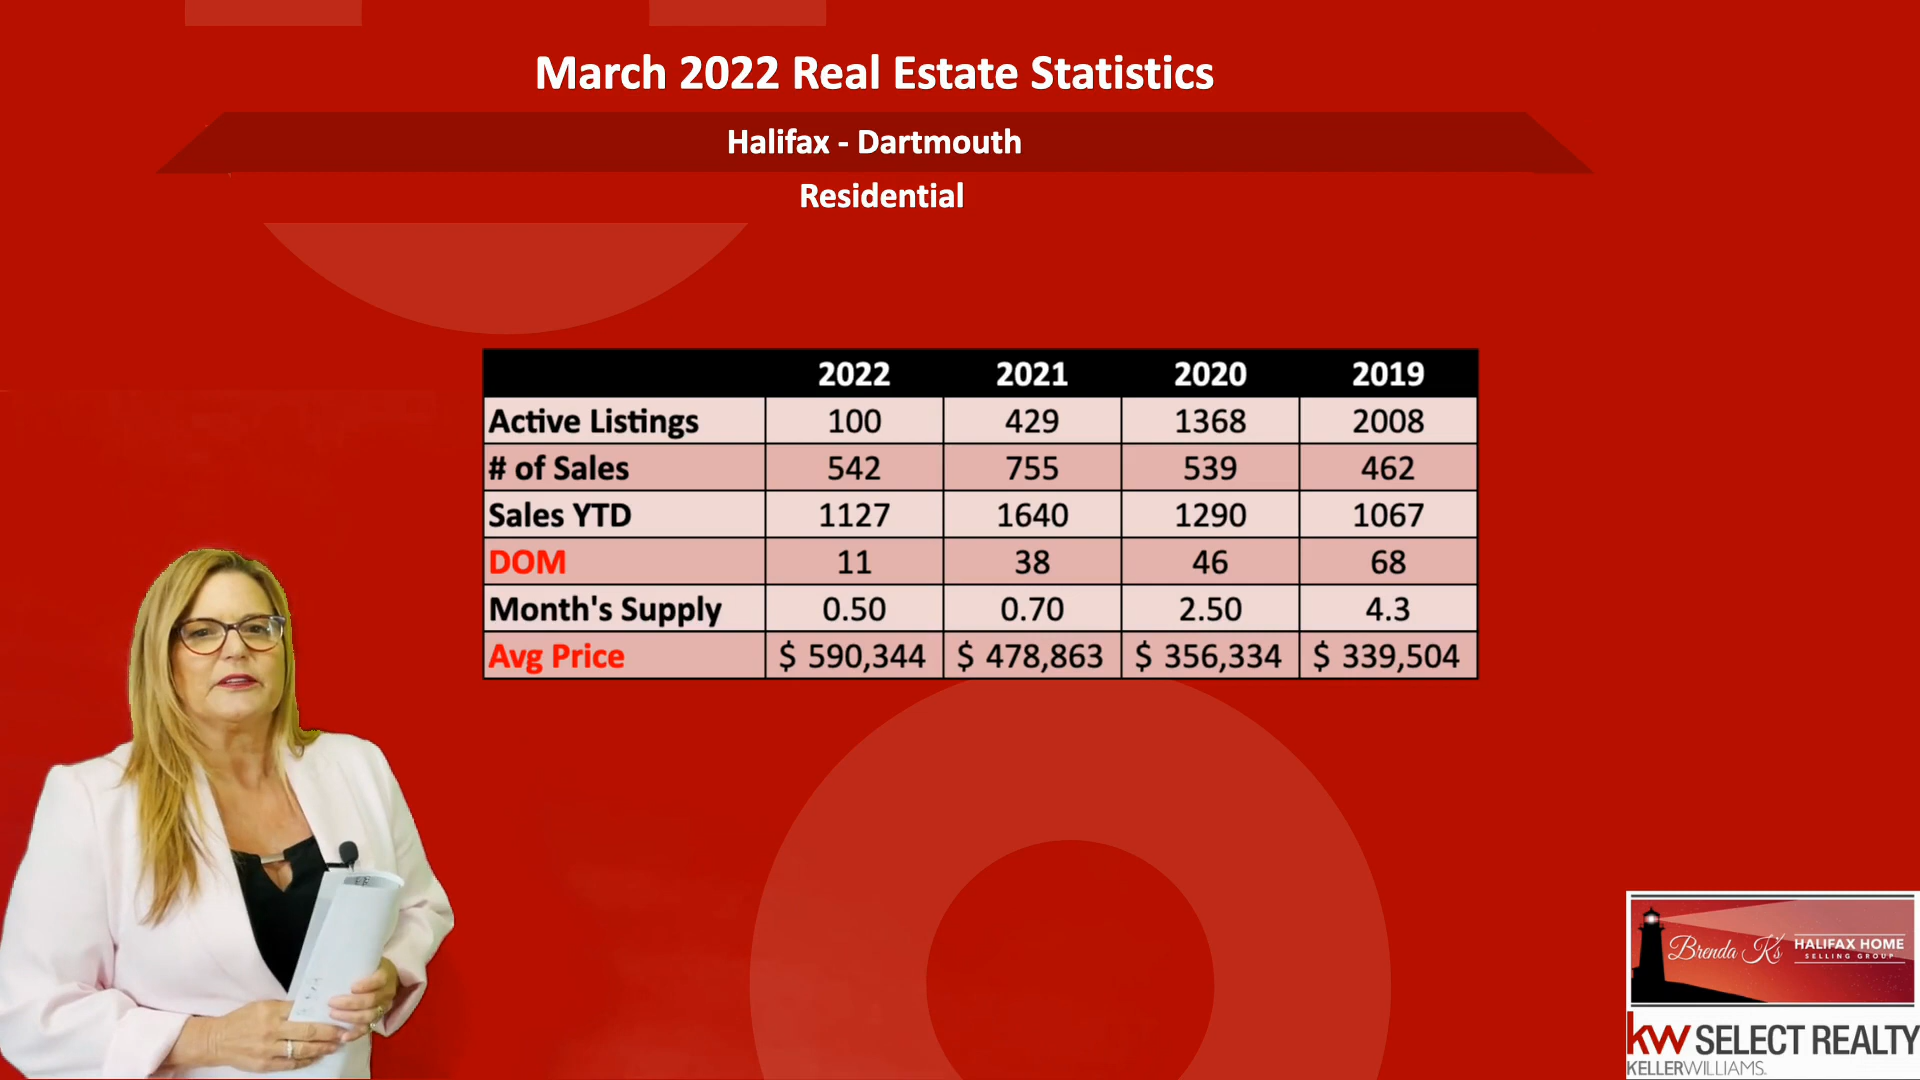 March 2022 Real Estate Statistics
Halifax - Dartmouth
Residential
2022 2021 2020 2019
Active Listings 100 429 1368 2008
# of Sales 542 755 539 462
Sales YTD 1127 1640 1290 1067
DOM 11 38 46 68
Month's Supply 0.50 0.70 2.50 4.3
Avg Price $ 590,344 $ 478,863 $ 356,334 $ 339,504
Brenda K's HALIFAX HOME
SELLING GROUP
kw SELECT REALTY
KELLERWILLIAMS.